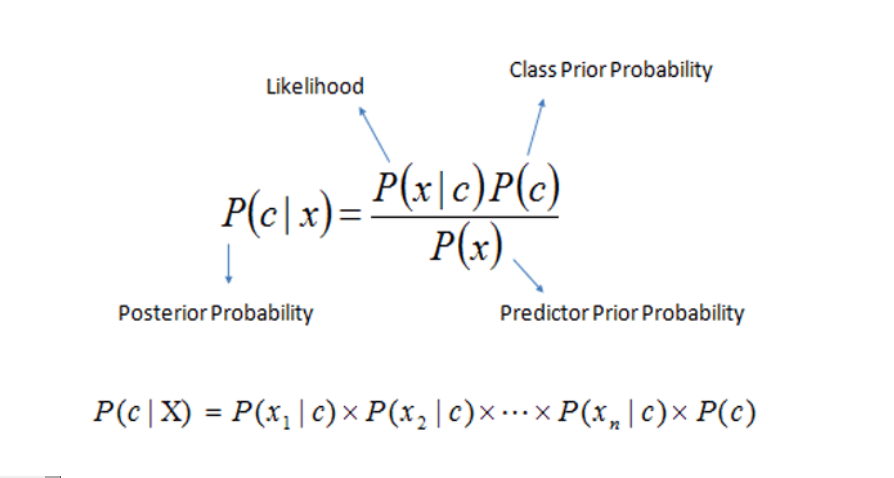 Likelihood
Class Prior Probability
P(c|x)=P(x|c)P(c)
P(x)
Posterior Probability
Predictor Prior Probability
P(c|X) = P(x₁|c)×P(x₂|c)×⋯×P(xₙ|c)×P(c)